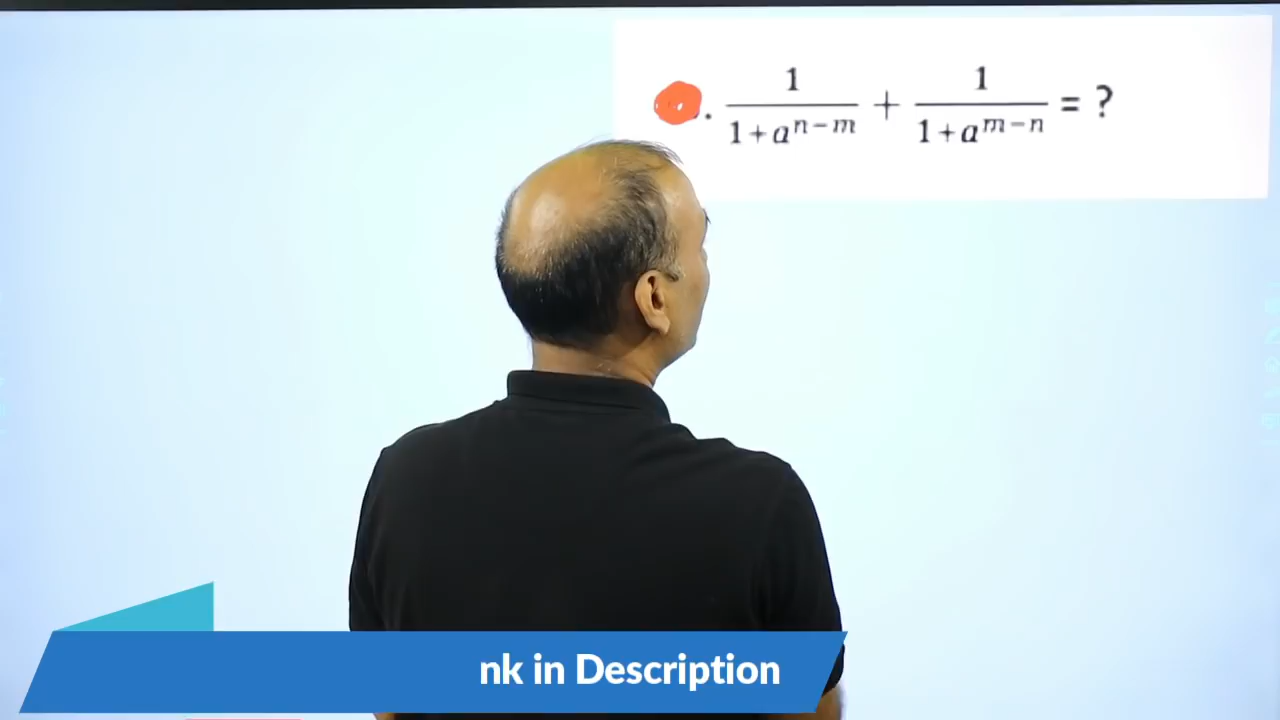 . 1/(1+a^(n−m)) + 1/(1+a^(m−n)) = ?
nk in Description